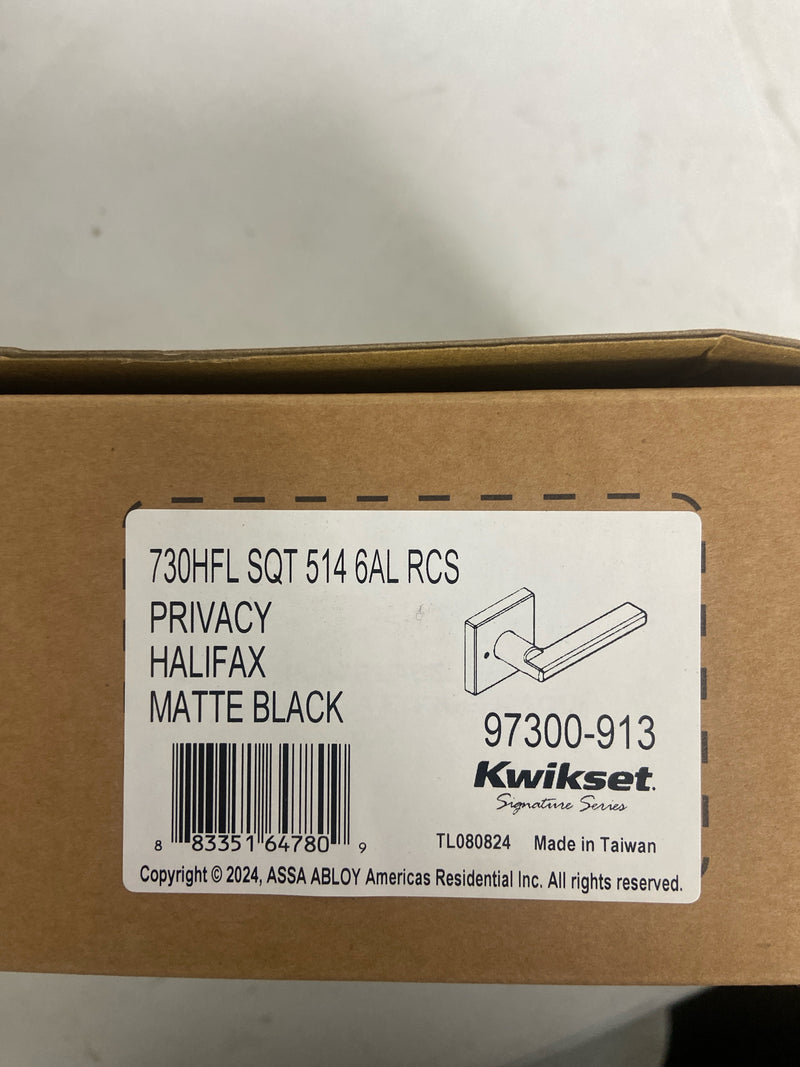 730HFL SQT 514 6AL RCS
PRIVACY
HALIFAX
MATTE BLACK
97300-913
Kwikset.
Signature Series
8 83351 64780 9
TL080824 Made in Taiwan
Copyright © 2024, ASSA ABLOY Americas Residential Inc. All rights reserved.